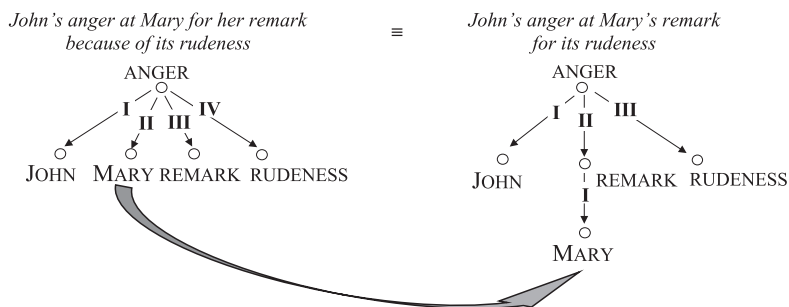 John’s anger at Mary for her remark
because of its rudeness
≡
John’s anger at Mary’s remark
for its rudeness
ANGER
I II III IV
JOHN MARY REMARK RUDENESS
ANGER
I II III
JOHN REMARK RUDENESS
I
MARY